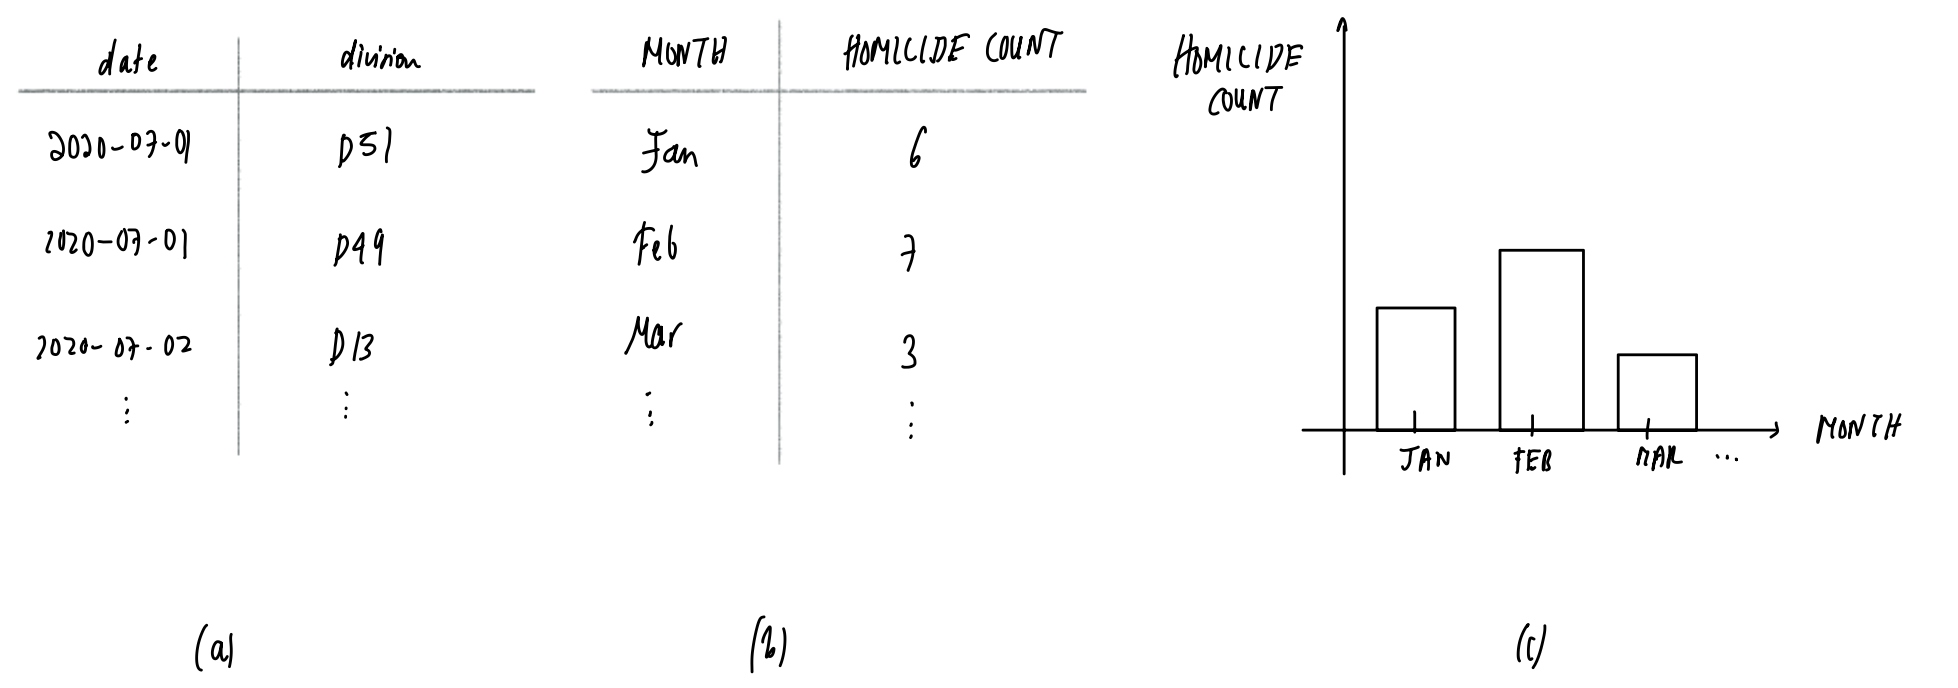 date division
2020-07-01 D51
2020-07-01 D49
2020-07-02 D13
⋮ ⋮
(a)
MONTH HOMICIDE COUNT
Jan 6
Feb 7
Mar 3
⋮ ⋮
(b)
HOMICIDE
COUNT
JAN FEB MAR ...
MONTH
(c)